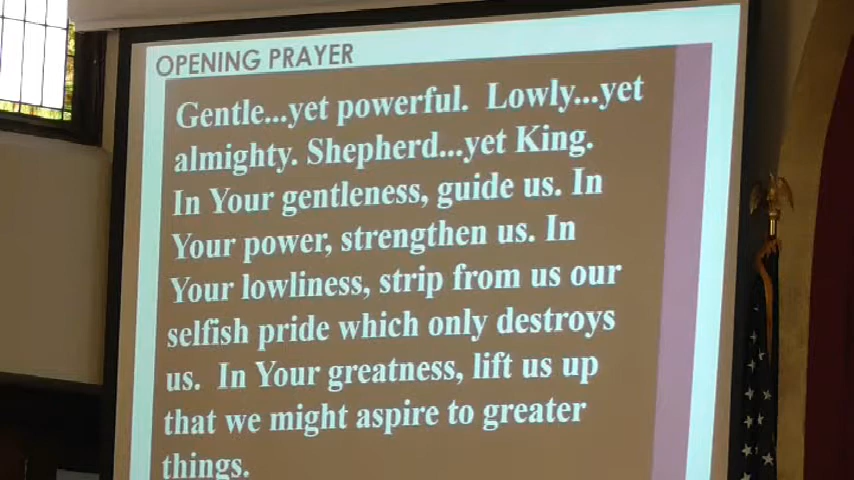 OPENING PRAYER
Gentle...yet powerful. Lowly...yet
almighty. Shepherd...yet King.
In Your gentleness, guide us. In
Your power, strengthen us. In
Your lowliness, strip from us our
selfish pride which only destroys
us. In Your greatness, lift us up
that we might aspire to greater
things.